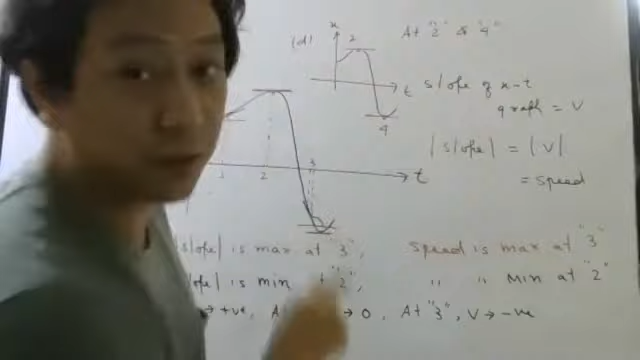 (d) x 2 t 4
At "2" & "4"
slope of x-t
graph = V
|slope| = |V|
= speed
1 2 3 t
slope| is max at "3", speed is max at "3"
slope| is min at "2", " " min at "2"
→ +ve, → 0, At "3", V → -ve